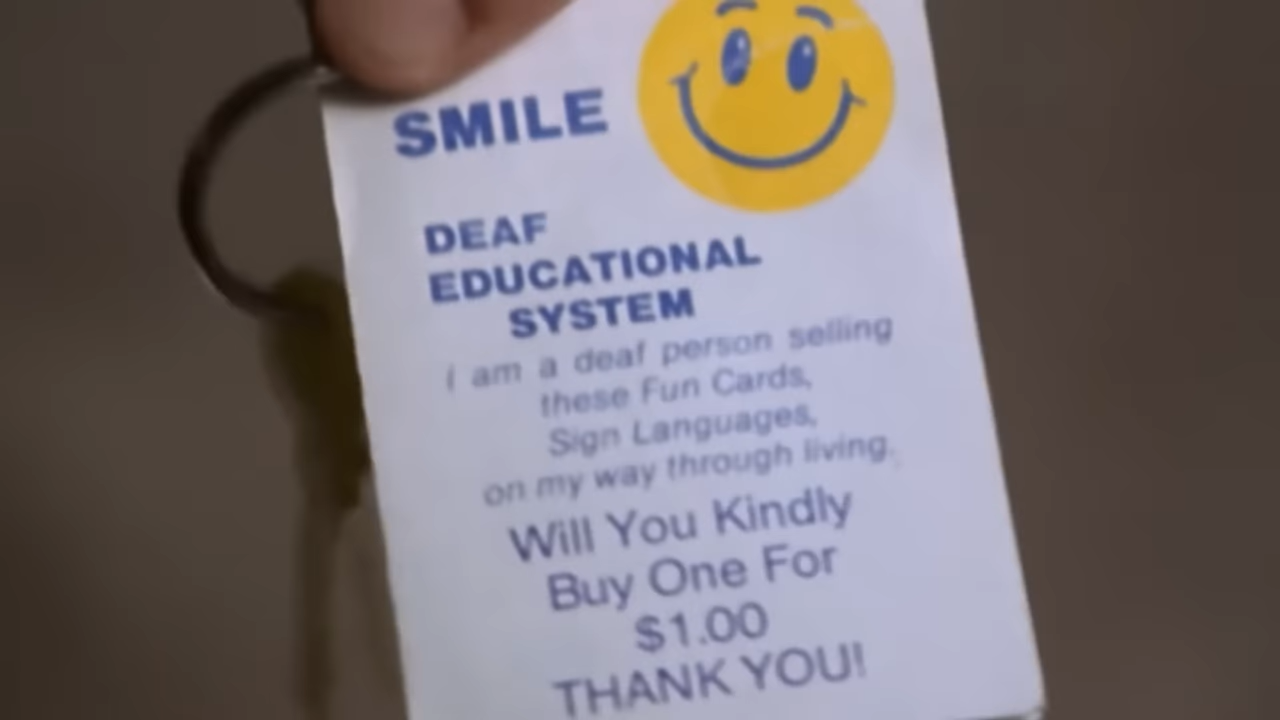 SMILE
DEAF
EDUCATIONAL
SYSTEM
I am a deaf person selling
these Fun Cards,
Sign Languages,
on my way through living.
Will You Kindly
Buy One For
$1.00
THANK YOU!